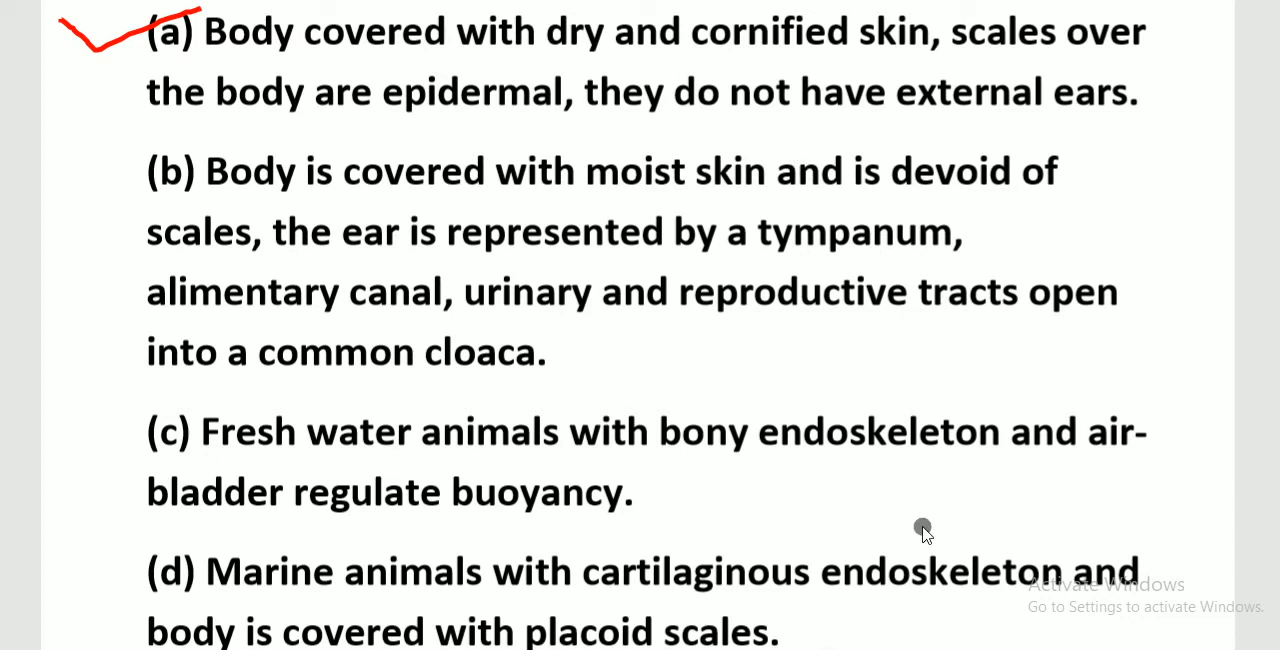 (a) Body covered with dry and cornified skin, scales over
the body are epidermal, they do not have external ears.
(b) Body is covered with moist skin and is devoid of
scales, the ear is represented by a tympanum,
alimentary canal, urinary and reproductive tracts open
into a common cloaca.
(c) Fresh water animals with bony endoskeleton and air-
bladder regulate buoyancy.
(d) Marine animals with cartilaginous endoskeleton and
body is covered with placoid scales.
Activate Windows
Go to Settings to activate Windows.